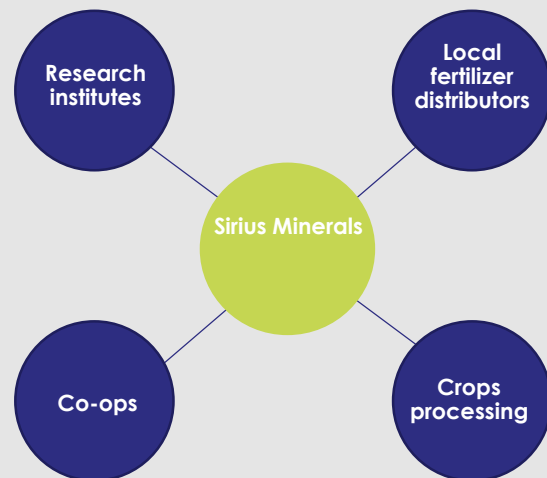 Research
institutes
Local
fertilizer
distributors
Sirius Minerals
Co-ops
Crops
processing